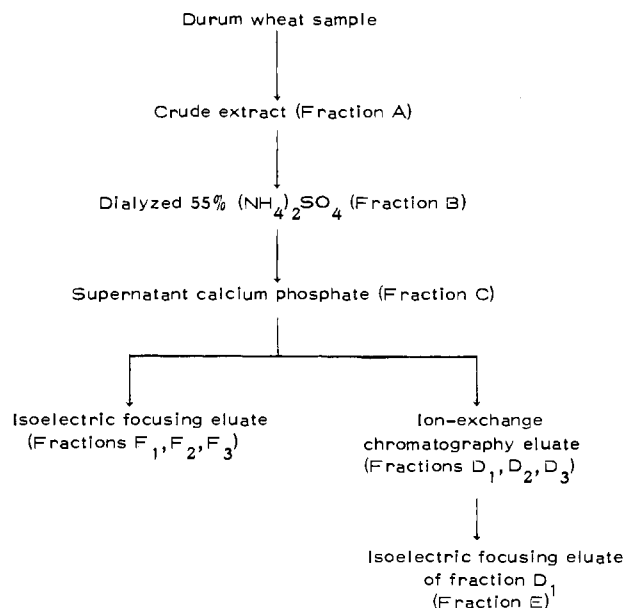 Durum wheat sample
Crude extract (Fraction A)
Dialyzed 55% (NH₄)₂SO₄ (Fraction B)
Supernatant calcium phosphate (Fraction C)
Isoelectric focusing eluate
(Fractions F₁, F₂, F₃)
Ion-exchange
chromatography eluate
(Fractions D₁, D₂, D₃)
Isoelectric focusing eluate
of fraction D₁
(Fraction E)